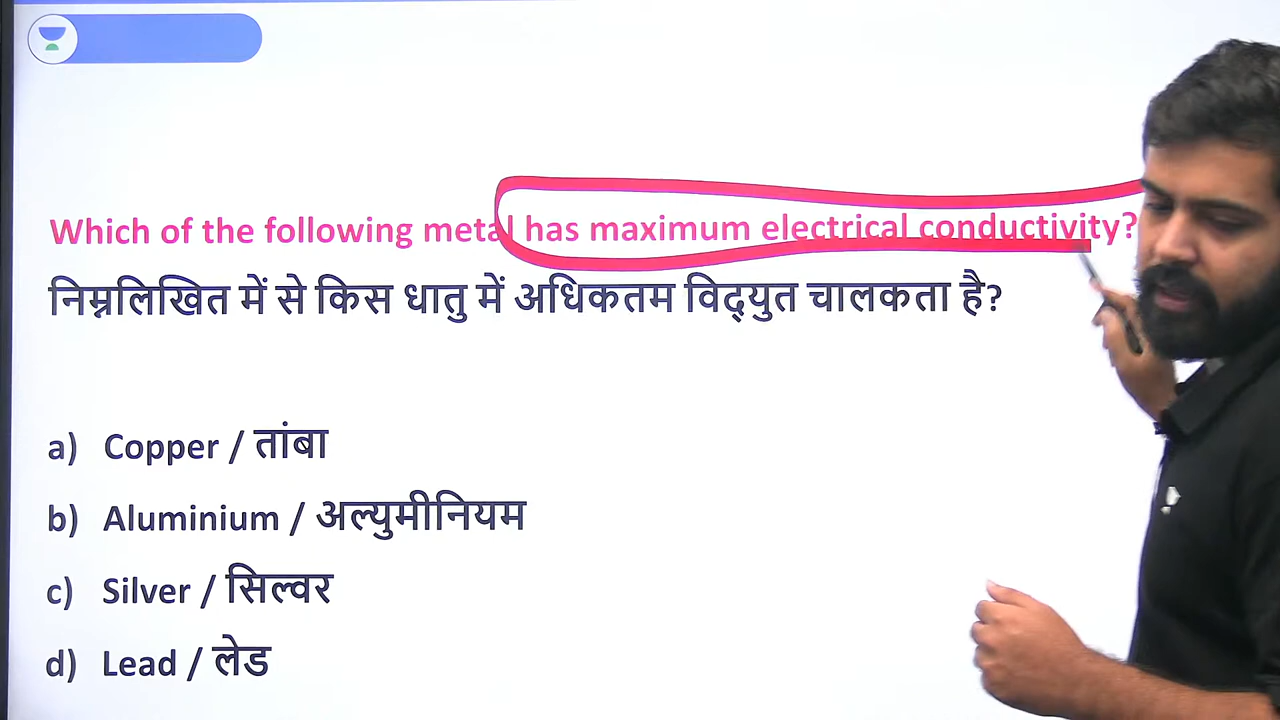 Which of the following metal has maximum electrical conductivity?
निम्नलिखित में से किस धातु में अधिकतम विद्युत चालकता है?
a) Copper / तांबा
b) Aluminium / अल्युमीनियम
c) Silver / सिल्वर
d) Lead / लेड